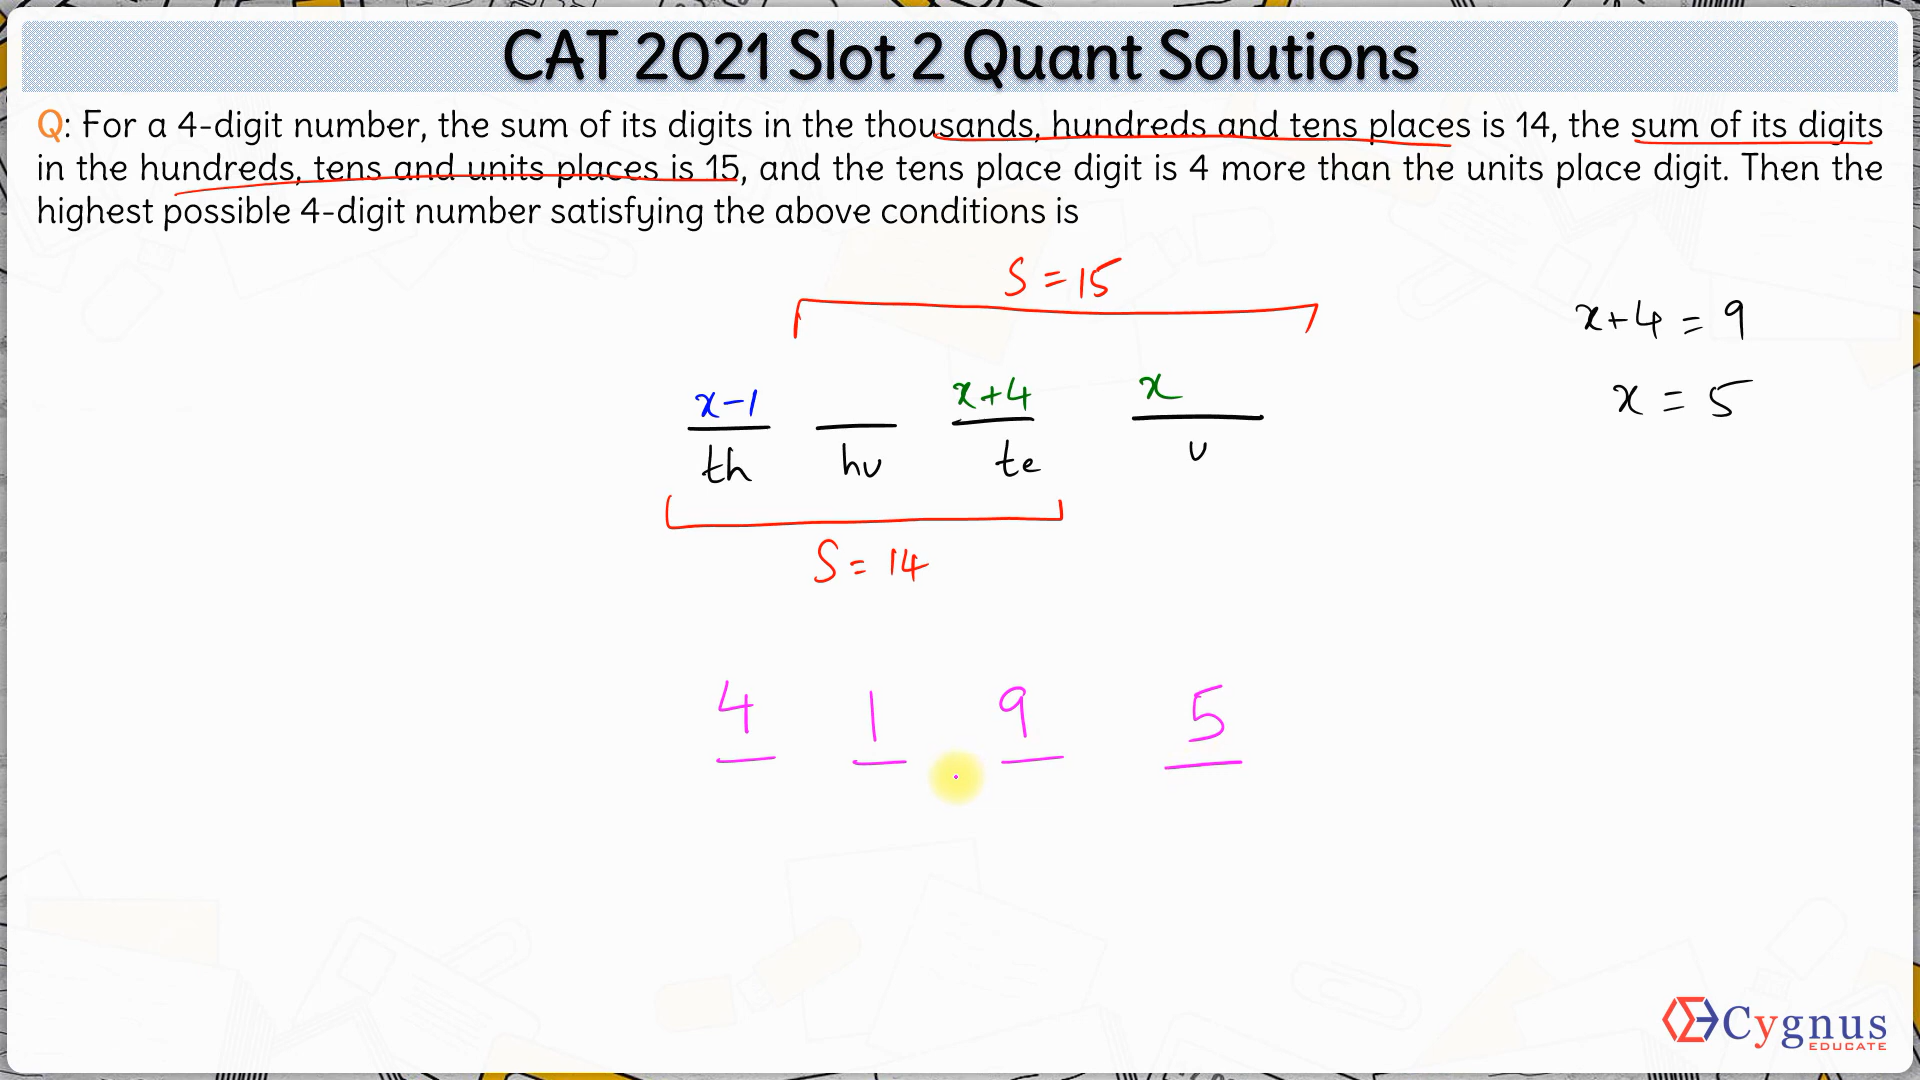 CAT 2021 Slot 2 Quant Solutions
Q: For a 4-digit number, the sum of its digits in the thousands, hundreds and tens places is 14, the sum of its digits
in the hundreds, tens and units places is 15, and the tens place digit is 4 more than the units place digit. Then the
highest possible 4-digit number satisfying the above conditions is
S = 15
x+4 = 9
x-1 x+4 x
x = 5
th hu te u
S = 14
4 1 9 5
Cygnus
EDUCATE